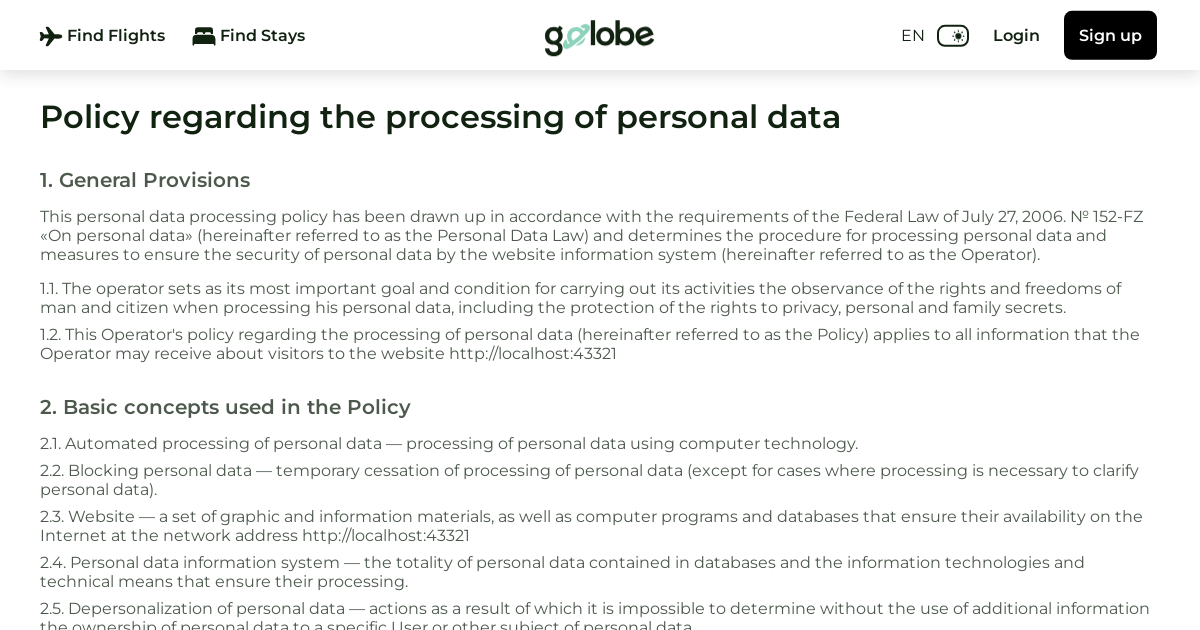 Find Flights
Find Stays
golobe
EN
Login
Sign up
Policy regarding the processing of personal data
1. General Provisions
This personal data processing policy has been drawn up in accordance with the requirements of the Federal Law of July 27, 2006. № 152-FZ
«On personal data» (hereinafter referred to as the Personal Data Law) and determines the procedure for processing personal data and
measures to ensure the security of personal data by the website information system (hereinafter referred to as the Operator).
1.1. The operator sets as its most important goal and condition for carrying out its activities the observance of the rights and freedoms of
man and citizen when processing his personal data, including the protection of the rights to privacy, personal and family secrets.
1.2. This Operator's policy regarding the processing of personal data (hereinafter referred to as the Policy) applies to all information that the
Operator may receive about visitors to the website http://localhost:43321
2. Basic concepts used in the Policy
2.1. Automated processing of personal data — processing of personal data using computer technology.
2.2. Blocking personal data — temporary cessation of processing of personal data (except for cases where processing is necessary to clarify
personal data).
2.3. Website — a set of graphic and information materials, as well as computer programs and databases that ensure their availability on the
Internet at the network address http://localhost:43321
2.4. Personal data information system — the totality of personal data contained in databases and the information technologies and
technical means that ensure their processing.
2.5. Depersonalization of personal data — actions as a result of which it is impossible to determine without the use of additional information
the ownership of personal data to a specific User or other subject of personal data.